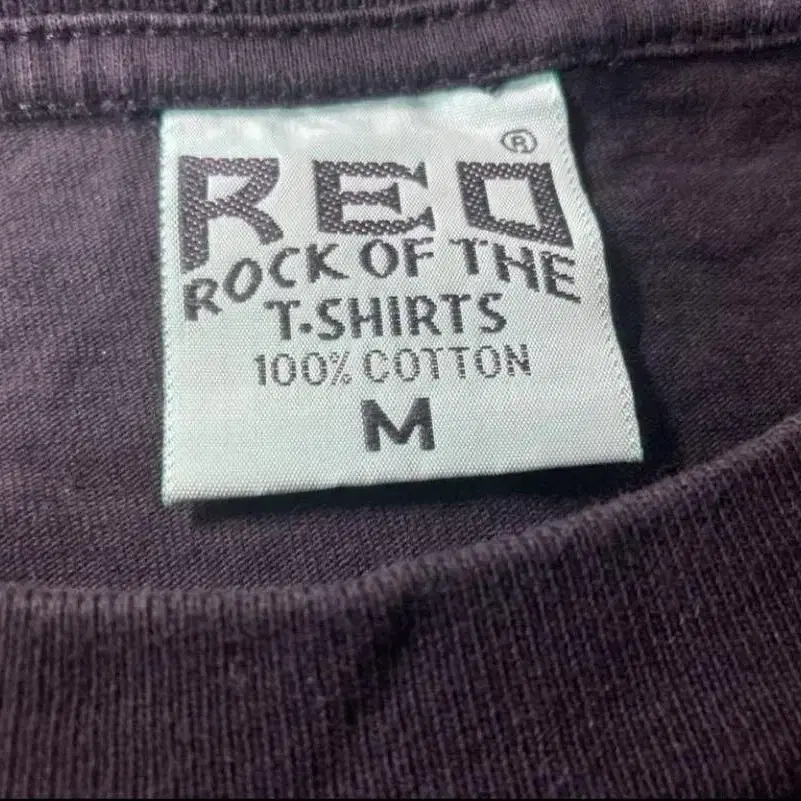 ®
REO
ROCK OF THE
T-SHIRTS
100% COTTON
M